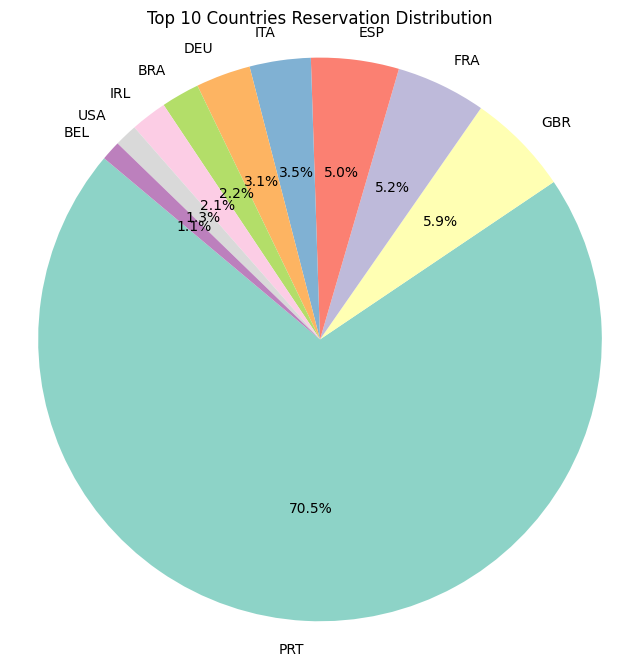 Top 10 Countries Reservation Distribution
ITA
ESP
DEU
FRA
BRA
IRL
USA
BEL
GBR
3.5%
5.0%
3.1%
5.2%
2.2%
2.1%
1.3%
1.1%
5.9%
70.5%
PRT